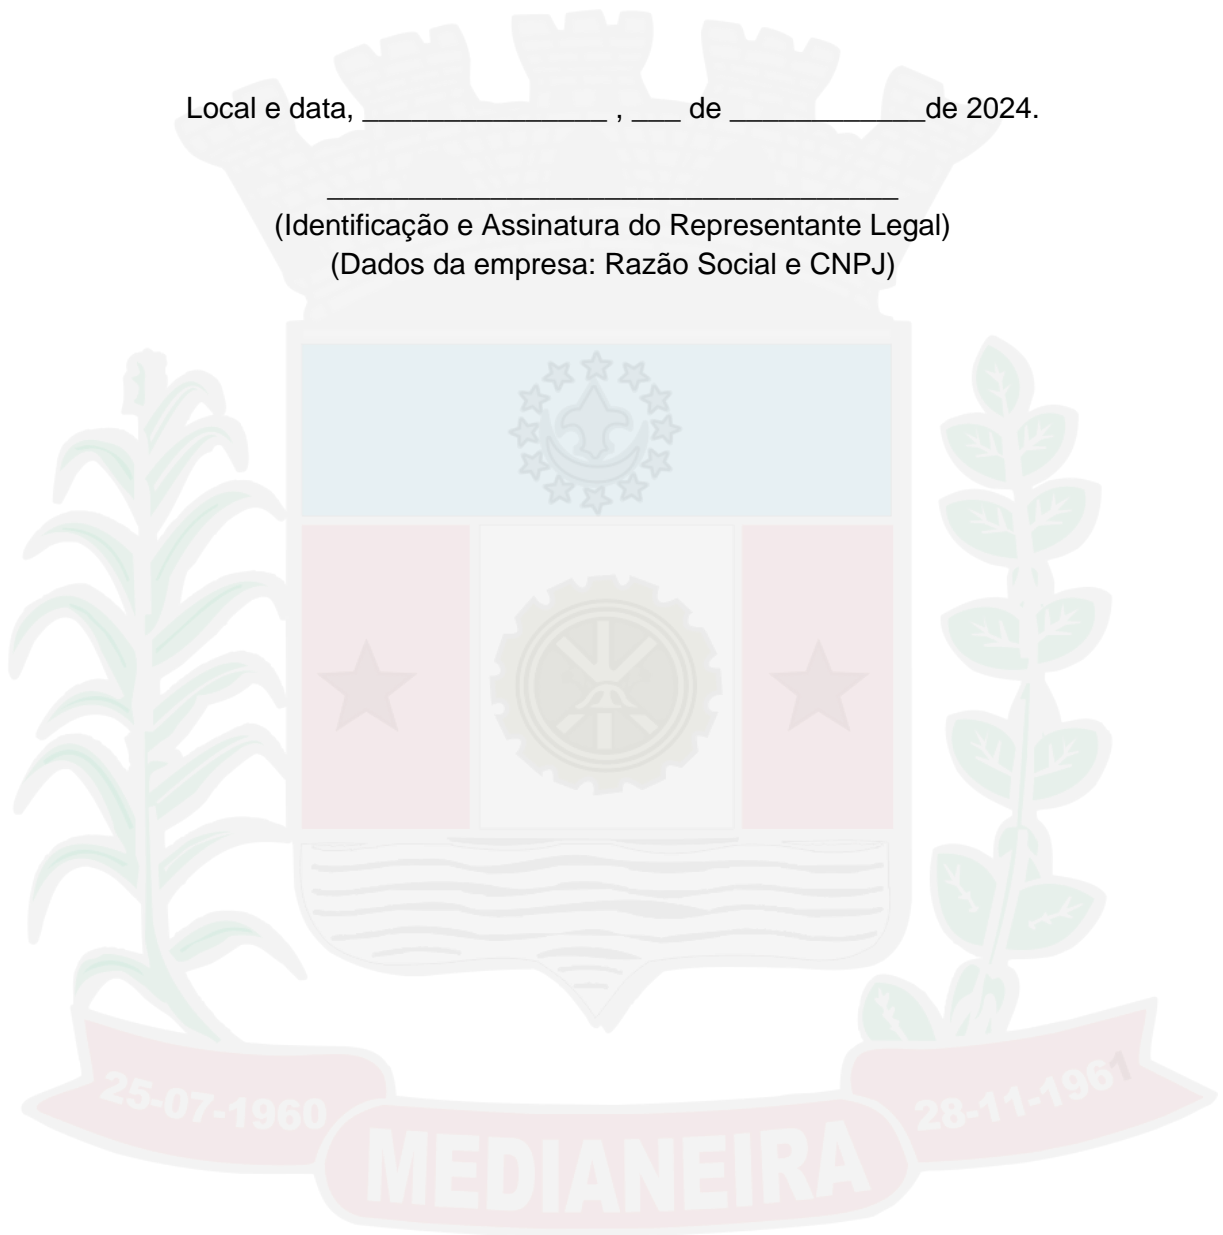 Local e data, _______________ , ___ de ____________de 2024.
___________________________________
(Identificação e Assinatura do Representante Legal)
(Dados da empresa: Razão Social e CNPJ)
25-07-1960
28-11-1961
MEDIANEIRA